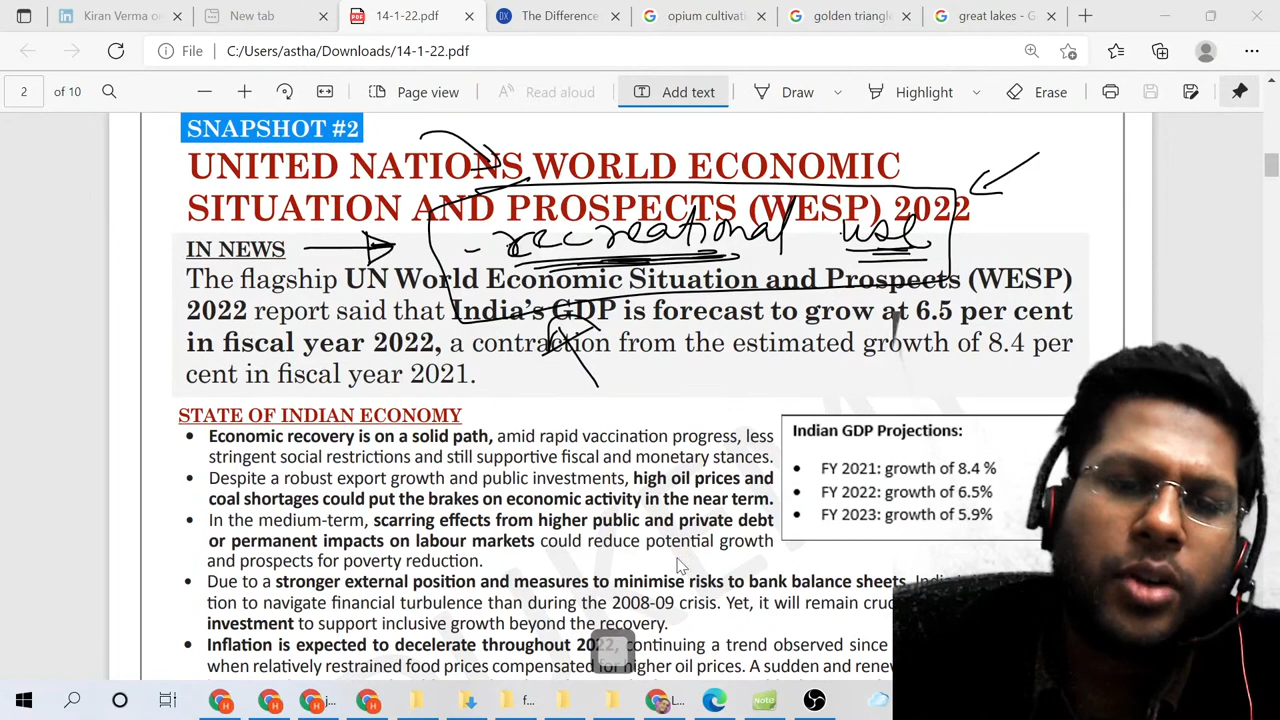 Kiran Verma on
New tab
14-1-22.pdf
The Difference
opium cultivati
golden triangle
great lakes - G
File
C:/Users/astha/Downloads/14-1-22.pdf
2 of 10
Page view
Read aloud
Add text
Draw
Highlight
Erase
SNAPSHOT #2
UNITED NATIONS WORLD ECONOMIC
SITUATION AND PROSPECTS (WESP) 2022
- recreational use
IN NEWS
The flagship UN World Economic Situation and Prospects (WESP)
2022 report said that India's GDP is forecast to grow at 6.5 per cent
in fiscal year 2022, a contraction from the estimated growth of 8.4 per
cent in fiscal year 2021.
STATE OF INDIAN ECONOMY
• Economic recovery is on a solid path, amid rapid vaccination progress, less
stringent social restrictions and still supportive fiscal and monetary stances.
• Despite a robust export growth and public investments, high oil prices and
coal shortages could put the brakes on economic activity in the near term.
• In the medium-term, scarring effects from higher public and private debt
or permanent impacts on labour markets could reduce potential growth
and prospects for poverty reduction.
Indian GDP Projections:
• FY 2021: growth of 8.4 %
• FY 2022: growth of 6.5%
• FY 2023: growth of 5.9%
• Due to a stronger external position and measures to minimise risks to bank balance sheets,
tion to navigate financial turbulence than during the 2008-09 crisis. Yet, it will remain
investment to support inclusive growth beyond the recovery.
• Inflation is expected to decelerate throughout 2022, continuing a trend observed since
when relatively restrained food prices compensated for higher oil prices. A sudden and